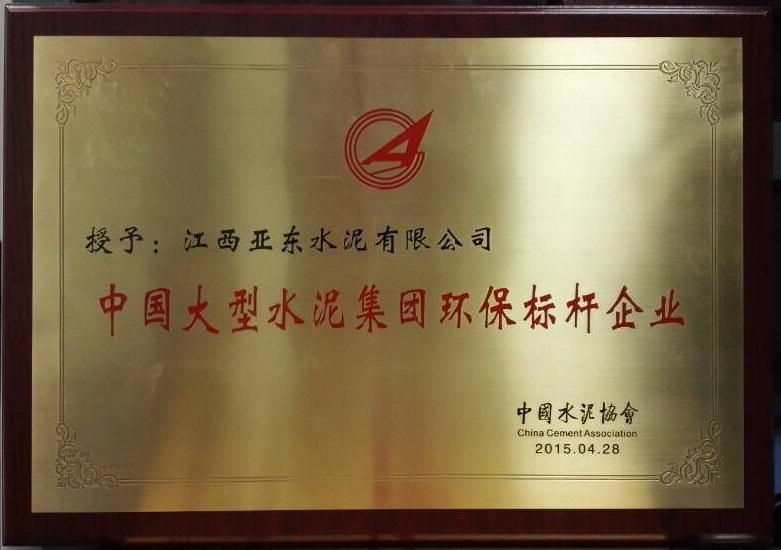 授予：江西亚东水泥有限公司
中国大型水泥集团环保标杆企业
中國水泥協會
China Cement Association
2015.04.28